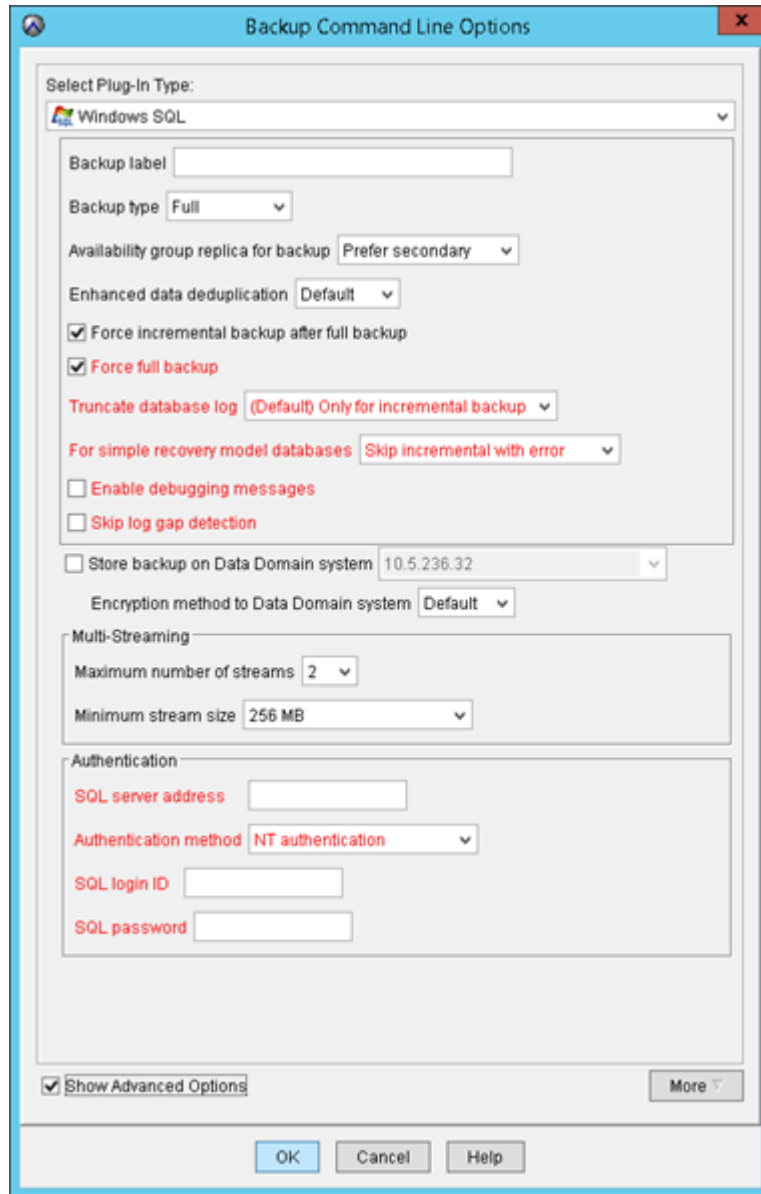 Backup Command Line Options
x
Select Plug-In Type:
Windows SQL
Backup label
Backup type Full
Availability group replica for backup Prefer secondary
Enhanced data deduplication Default
Force incremental backup after full backup
Force full backup
Truncate database log (Default) Only for incremental backup
For simple recovery model databases Skip incremental with error
Enable debugging messages
Skip log gap detection
Store backup on Data Domain system 10.5.236.32
Encryption method to Data Domain system Default
Multi-Streaming
Maximum number of streams 2
Minimum stream size 256 MB
Authentication
SQL server address
Authentication method NT authentication
SQL login ID
SQL password
Show Advanced Options More
OK Cancel Help